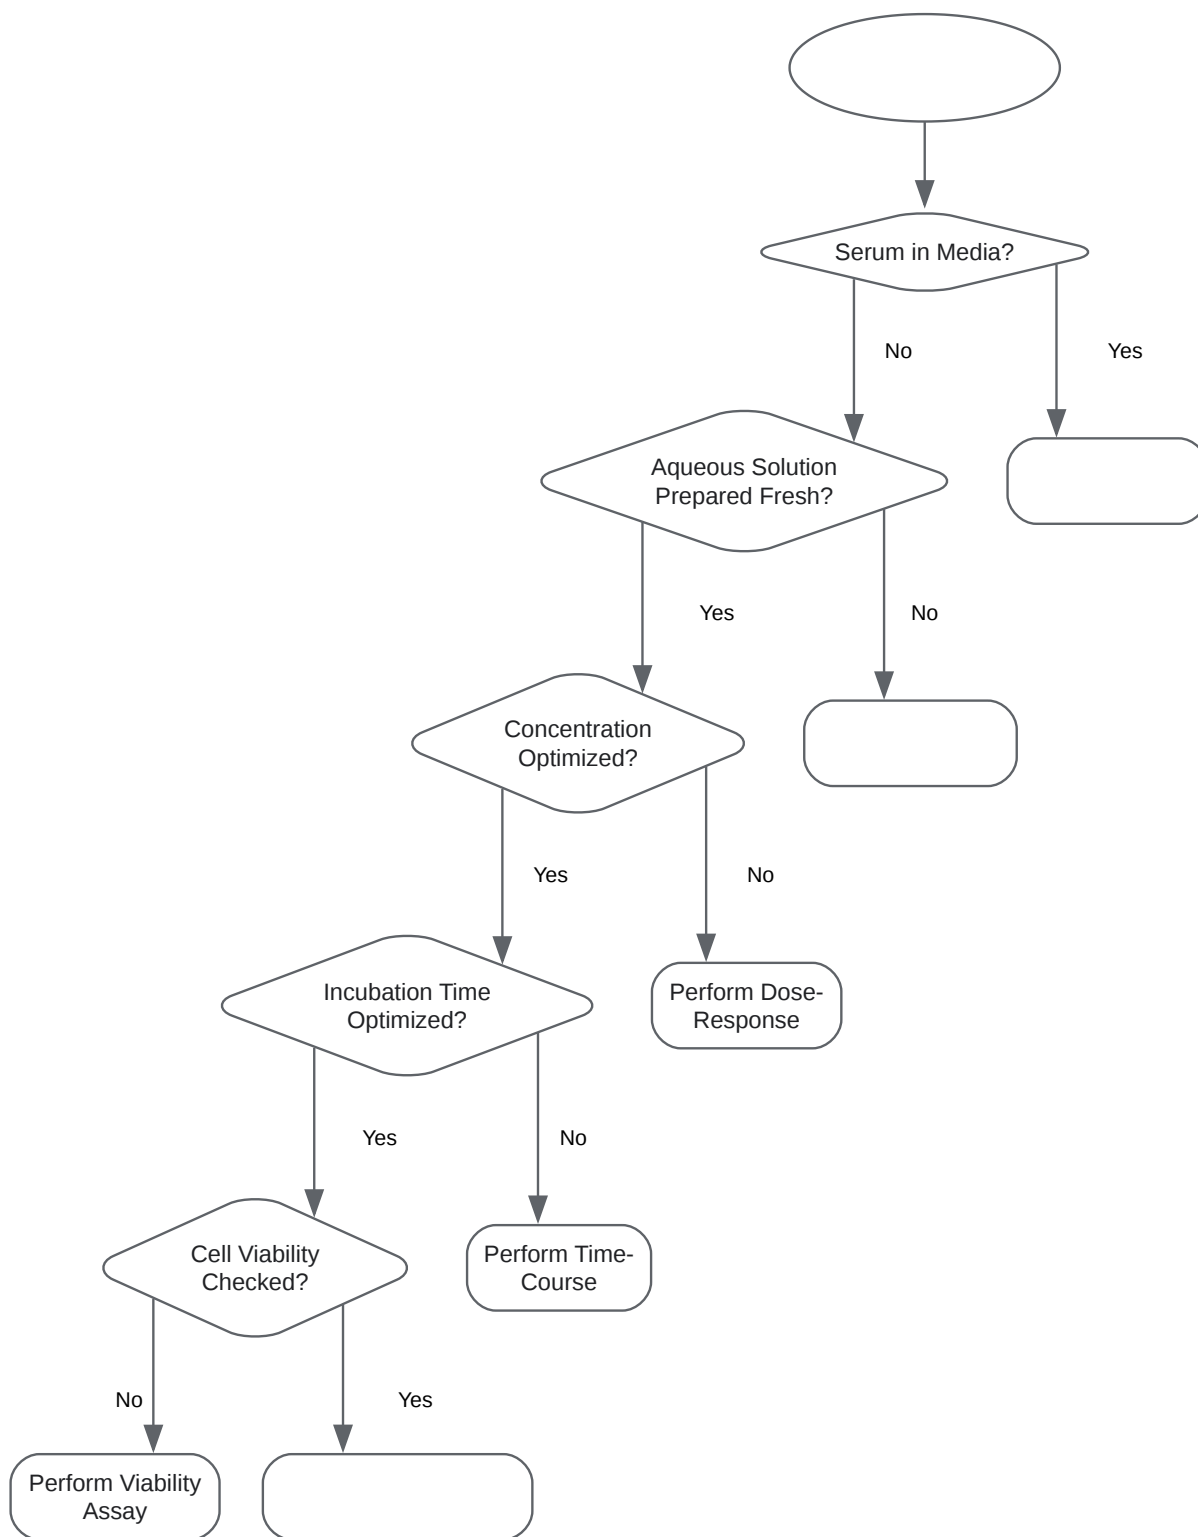 Serum in Media?
No
Yes
Aqueous Solution
Prepared Fresh?
Yes
No
Concentration
Optimized?
Yes
No
Incubation Time
Optimized?
Perform Dose-
Response
Yes
No
Cell Viability
Checked?
Perform Time-
Course
No
Yes
Perform Viability
Assay